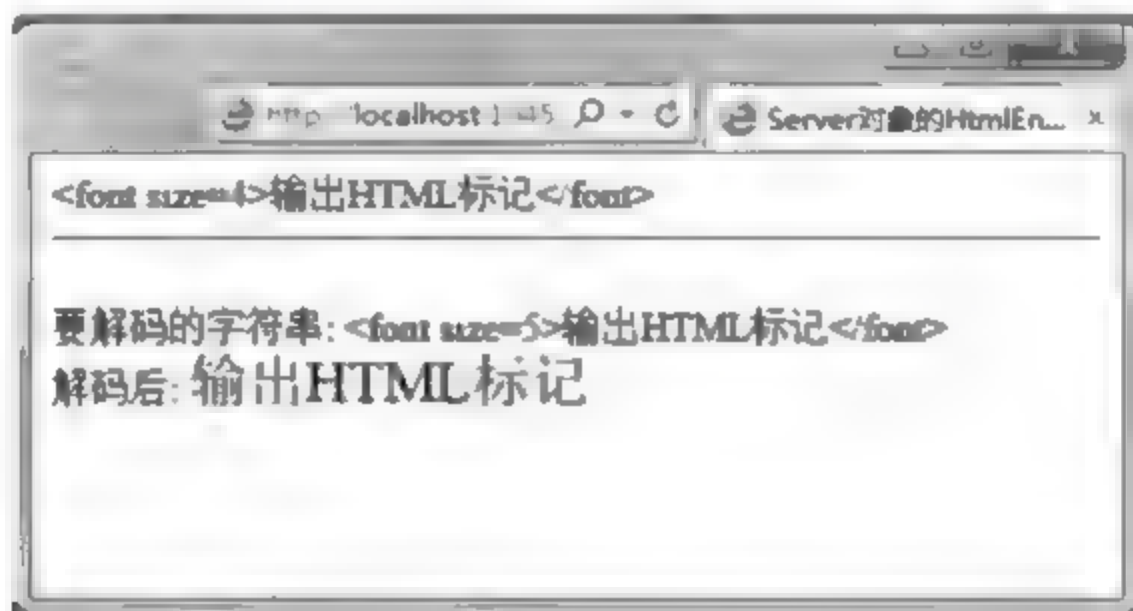 localhost
Server对象的HtmlEn...
<font size=4>输出HTML标记</font>
要解码的字符串: <font size=5>输出HTML标记</font>
解码后: 输出HTML标记